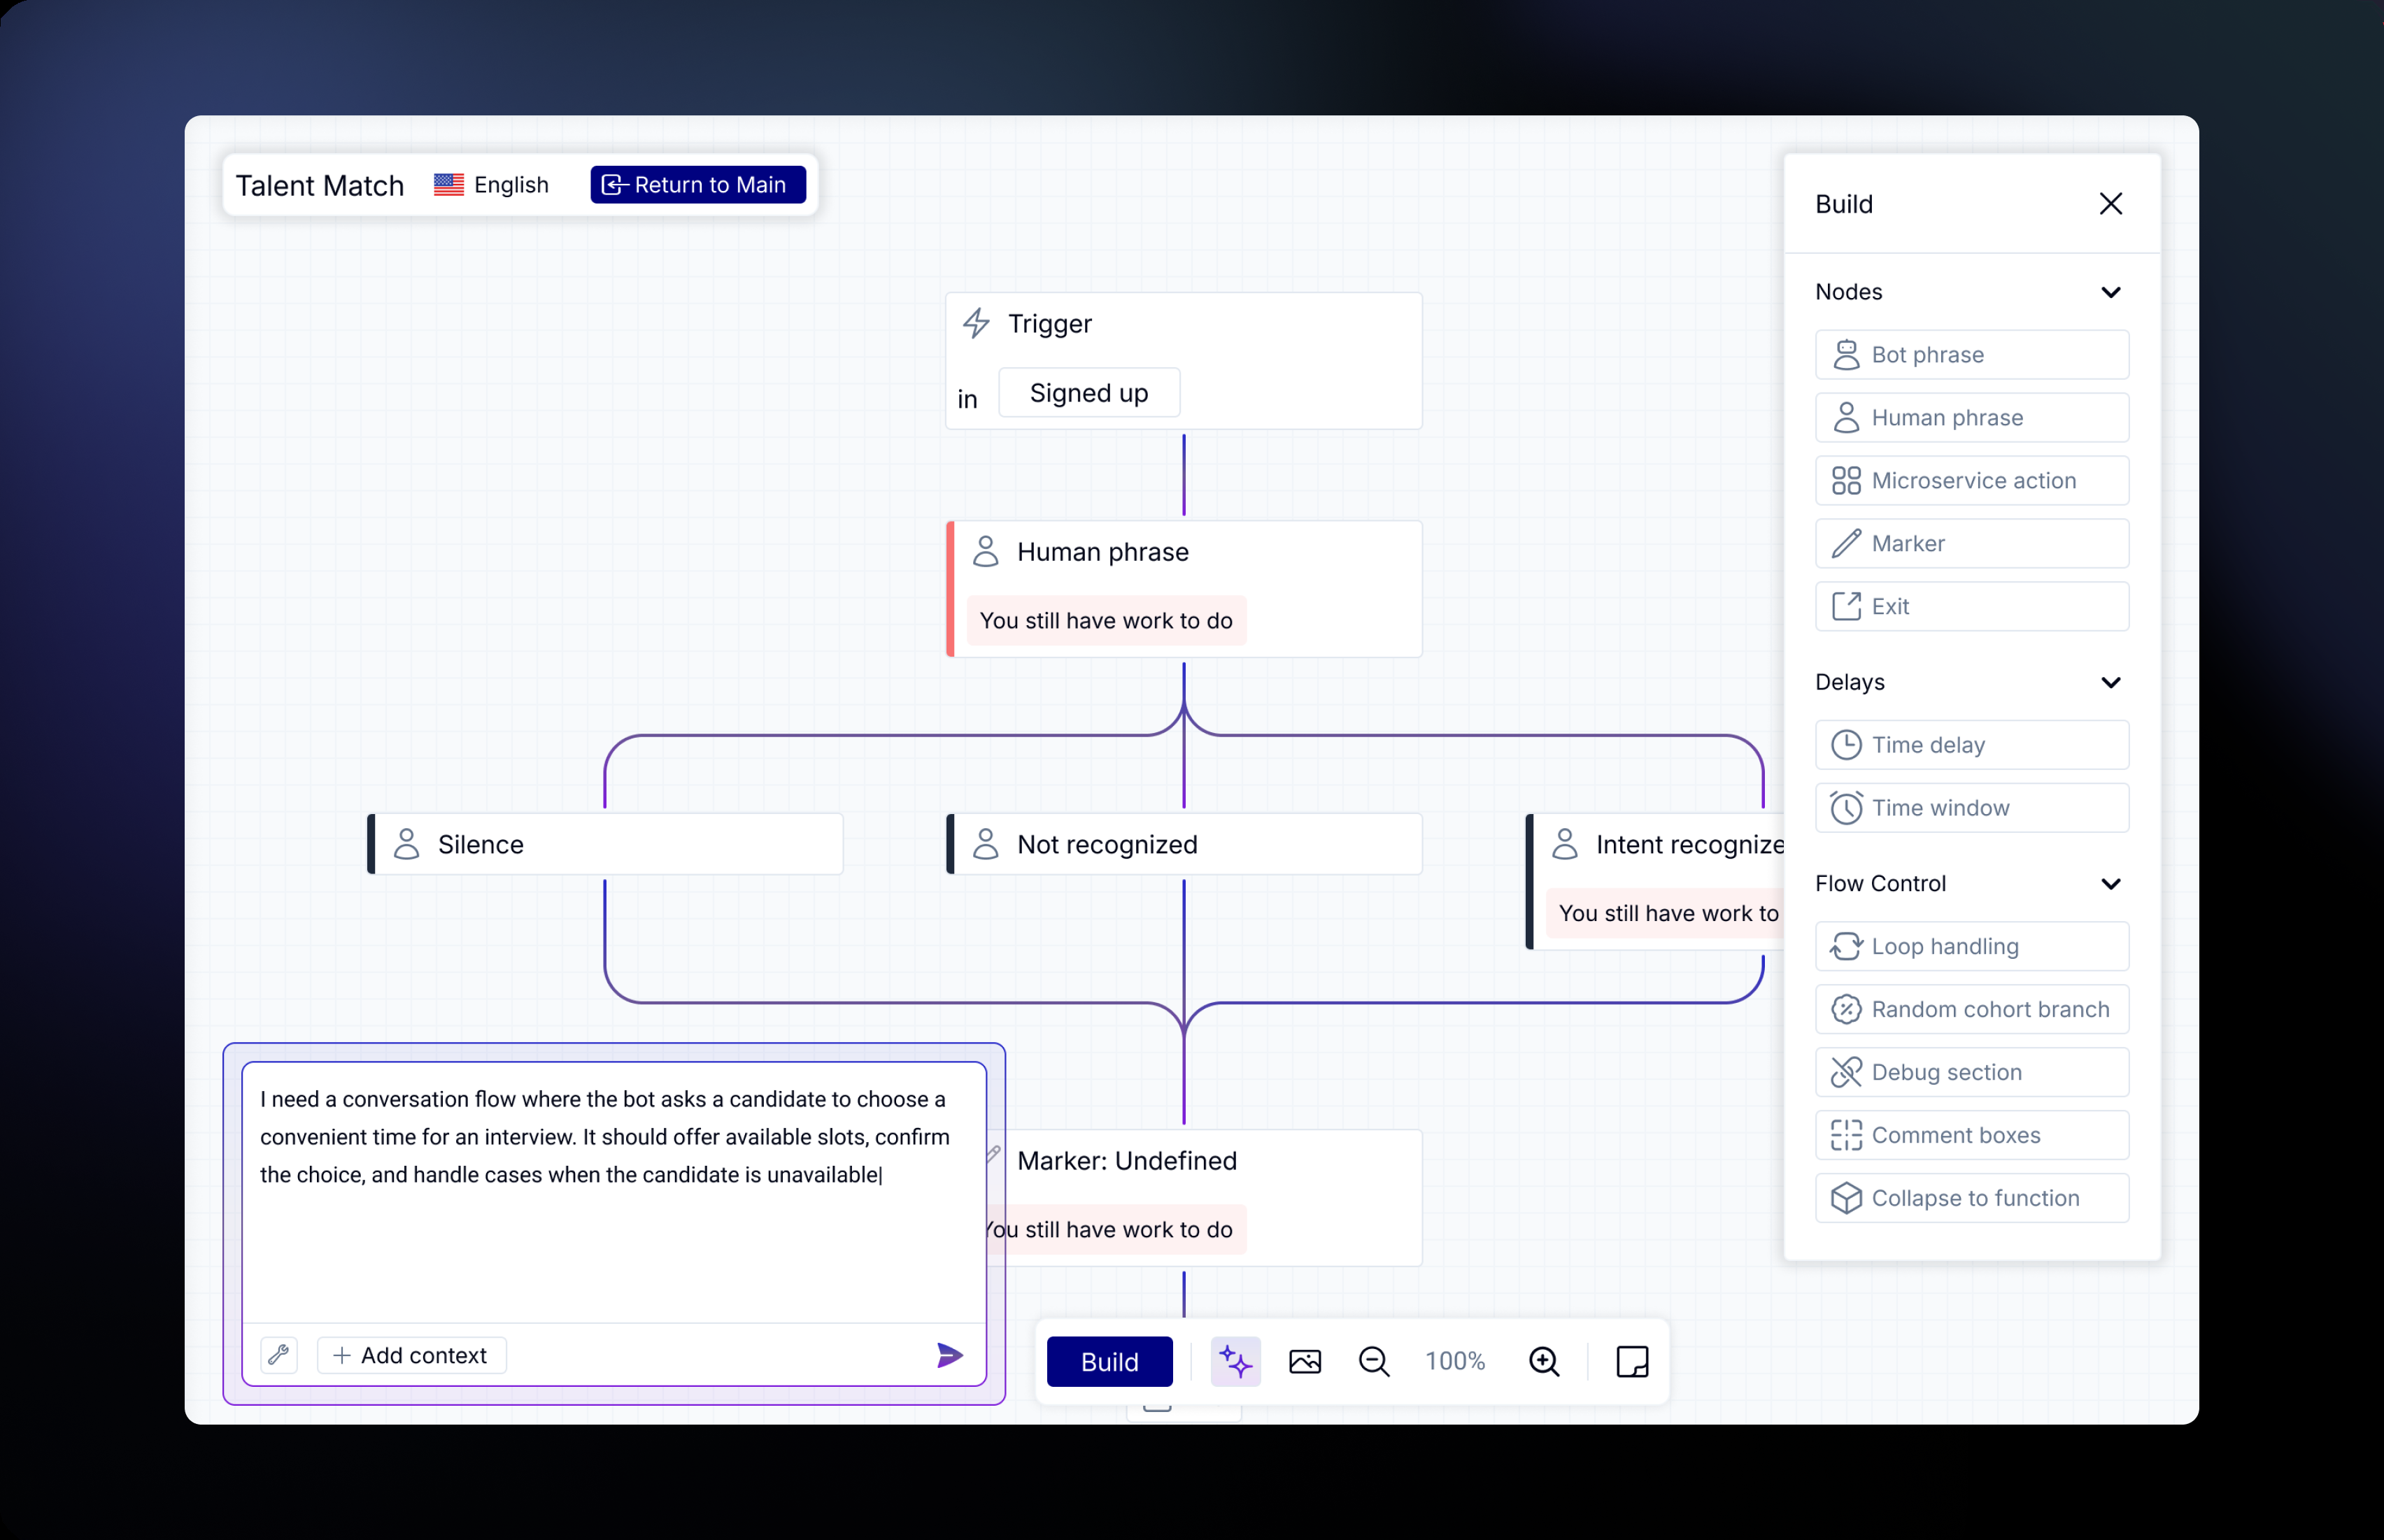 Talent Match English Return to Main
Trigger
in Signed up
Human phrase
You still have work to do
Silence
Not recognized
Intent recognize
You still have work to
Marker: Undefined
You still have work to do
I need a conversation flow where the bot asks a candidate to choose a
convenient time for an interview. It should offer available slots, confirm
the choice, and handle cases when the candidate is unavailable
Add context
Build
100%
Build
Nodes
Bot phrase
Human phrase
Microservice action
Marker
Exit
Delays
Time delay
Time window
Flow Control
Loop handling
Random cohort branch
Debug section
Comment boxes
Collapse to function